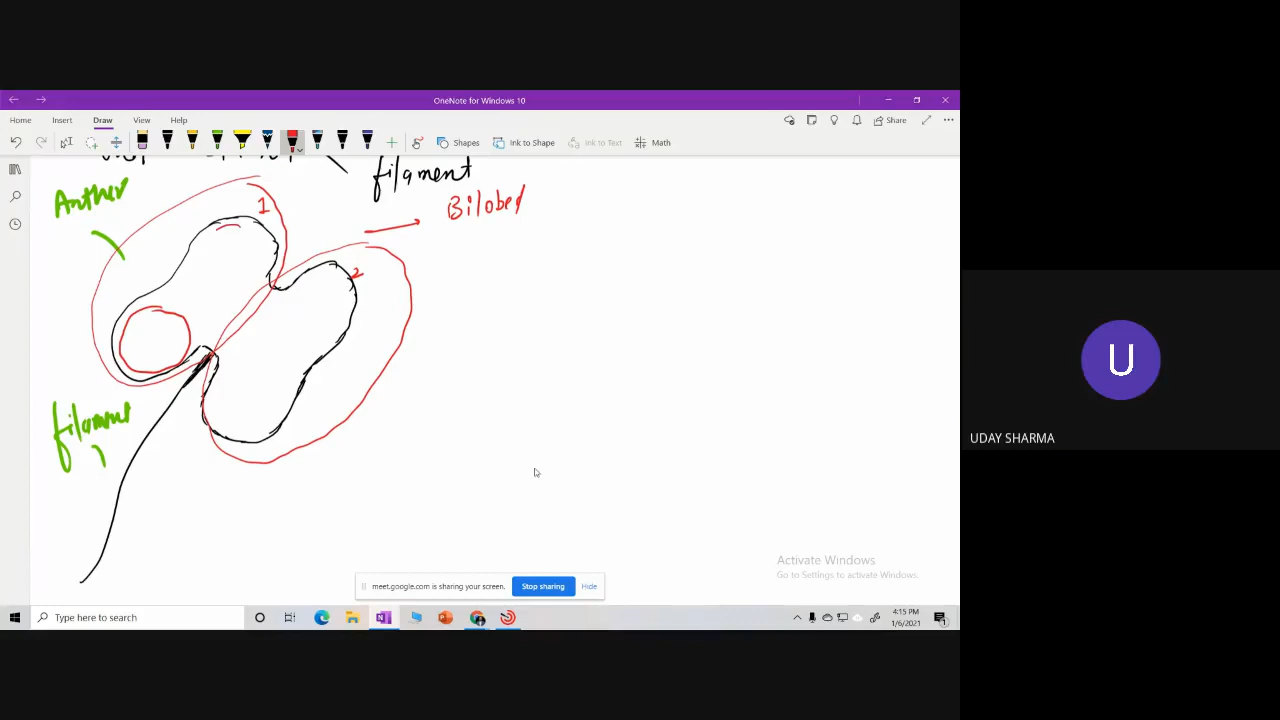 OneNote for Windows 10
Home Insert Draw View Help
Share
Shapes Ink to Shape Ink to Text Math
filament
Anther
1
Bilobed
2
UDAY SHARMA
U
Activate Windows
Go to Settings to activate Windows.
meet.google.com is sharing your screen. Stop sharing Hide
Type here to search
4:15 PM
1/6/2021
1